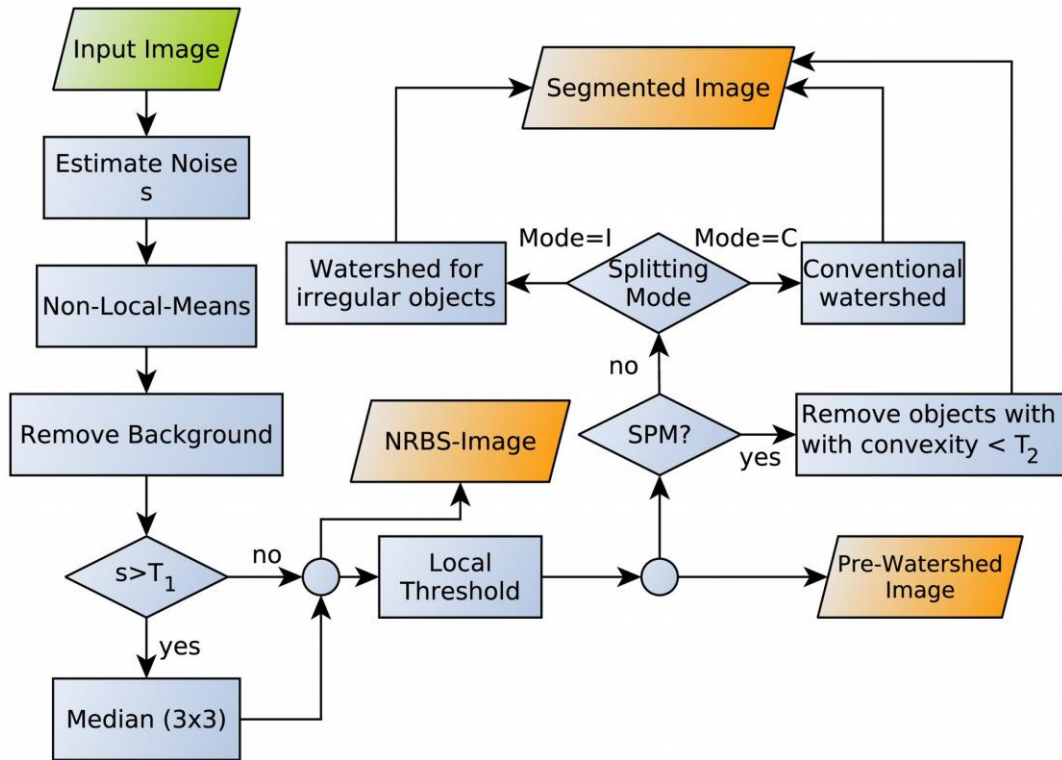 Input Image
Estimate Noise
s
Non-Local-Means
Remove Background
s>T₁
no
yes
Median (3x3)
NRBS-Image
Local
Threshold
Pre-Watershed
Image
SPM?
yes
no
Remove objects with
with convexity < T₂
Splitting
Mode
Mode=I
Mode=C
Watershed for
irregular objects
Conventional
watershed
Segmented Image